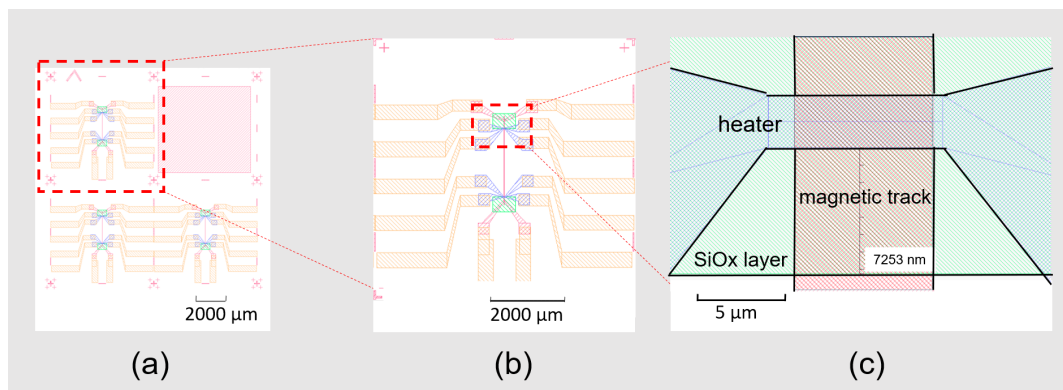 heater
magnetic track
SiOx layer
7253 nm
2000 µm
2000 µm
5 µm
(a)
(b)
(c)